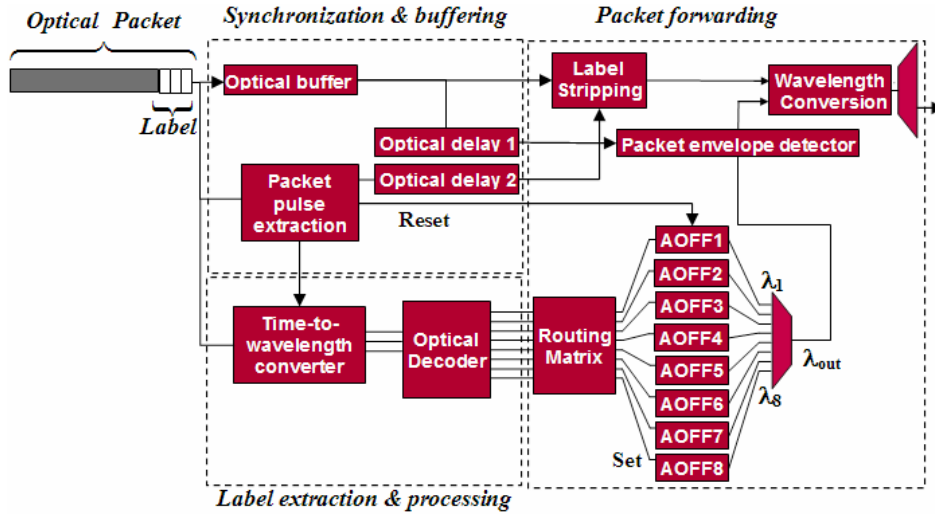 Optical Packet
Synchronization & buffering
Packet forwarding
Label
Optical buffer
Label
Stripping
Wavelength
Conversion
Optical delay 1
Packet envelope detector
Optical delay 2
Packet
pulse
extraction
Reset
AOFF1
AOFF2
AOFF3
AOFF4
AOFF5
AOFF6
AOFF7
AOFF8
λ1
λout
λ8
Time-to-
wavelength
converter
Optical
Decoder
Routing
Matrix
Set
Label extraction & processing